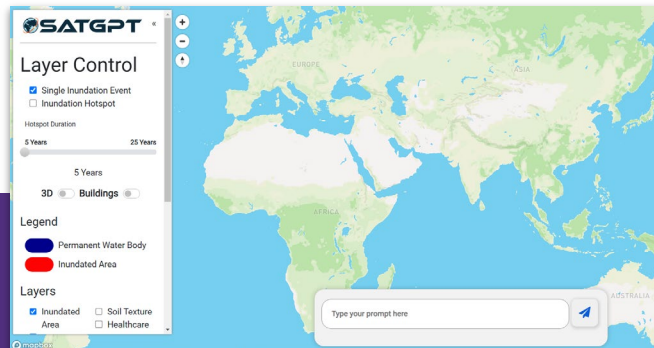 SATGPT
«
Layer Control
Single Inundation Event
Inundation Hotspot
Hotspot Duration
5 Years 25 Years
5 Years
3D Buildings
Legend
Permanent Water Body
Inundated Area
Layers
Inundated Area
Soil Texture
Healthcare
mapbox
+
−
EUROPE
ASIA
AFRICA
AUSTRALIA
Type your prompt here